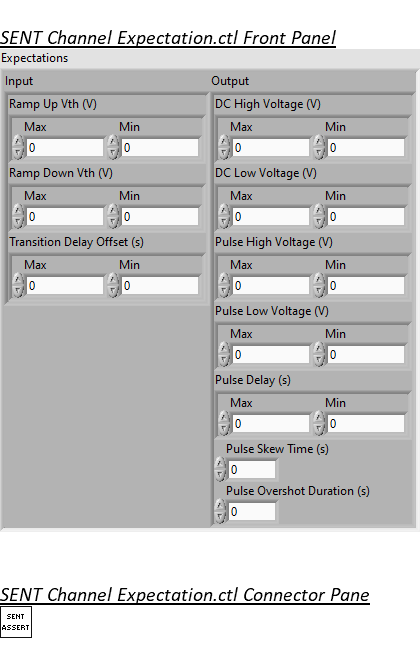 SENT Channel Expectation.ctl Front Panel
Expectations
Input
Ramp Up Vth (V)
Max Min
0 0
Ramp Down Vth (V)
Max Min
0 0
Transition Delay Offset (s)
Max Min
0 0
Output
DC High Voltage (V)
Max Min
0 0
DC Low Voltage (V)
Max Min
0 0
Pulse High Voltage (V)
Max Min
0 0
Pulse Low Voltage (V)
Max Min
0 0
Pulse Delay (s)
Max Min
0 0
Pulse Skew Time (s)
0
Pulse Overshot Duration (s)
0
SENT Channel Expectation.ctl Connector Pane
SENT
ASSERT